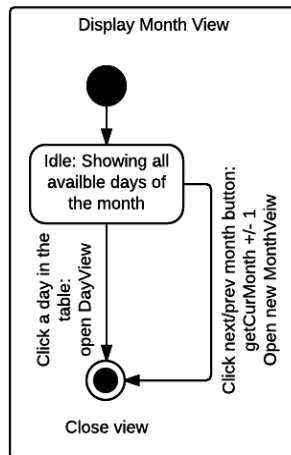 Display Month View
Idle: Showing all
availble days of
the month
Click a day in the
table:
open DayView
Click next/prev month button:
getCurMonth +/- 1
Open new MonthVeiw
Close view